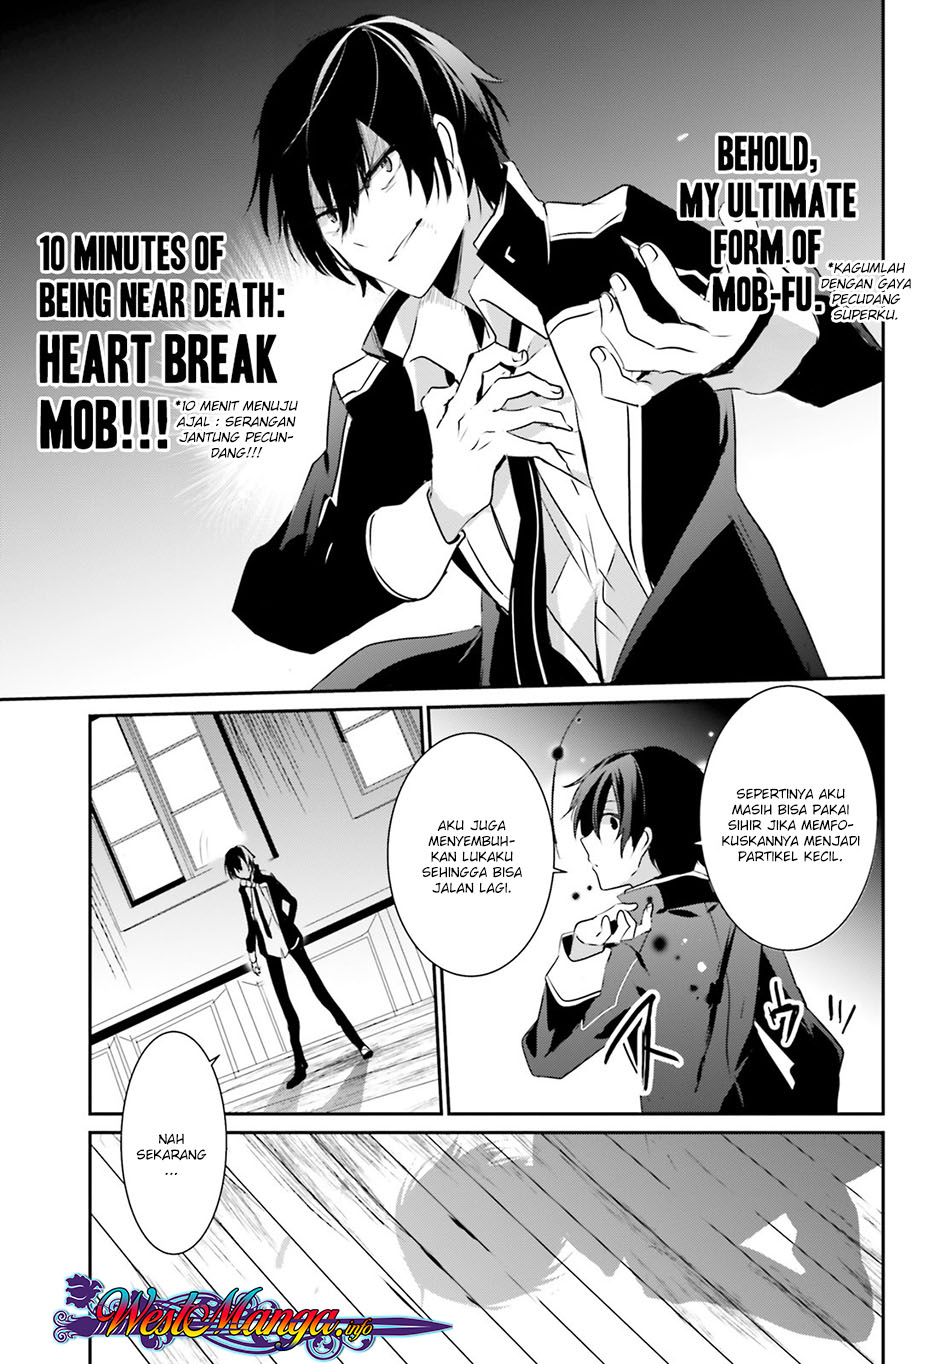 BEHOLD,
MY ULTIMATE
FORM OF
MOB-FU.
*KAGUMLAH
DENGAN GAYA
PECUDANG
SUPERKU.
10 MINUTES OF
BEING NEAR DEATH:
HEART BREAK
MOB!!!
*10 MENIT MENUJU
AJAL : SERANGAN
JANTUNG PECUN-
DANG!!!
SEPERTINYA AKU
MASIH BISA PAKAI
SIHIR JIKA MEMFO-
KUSKANNYA MENJADI
PARTIKEL KECIL.
AKU JUGA
MENYEMBUH-
KAN LUKAKU
SEHINGGA BISA
JALAN LAGI.
スウ
NAH
SEKARANG
...
WestManga.info